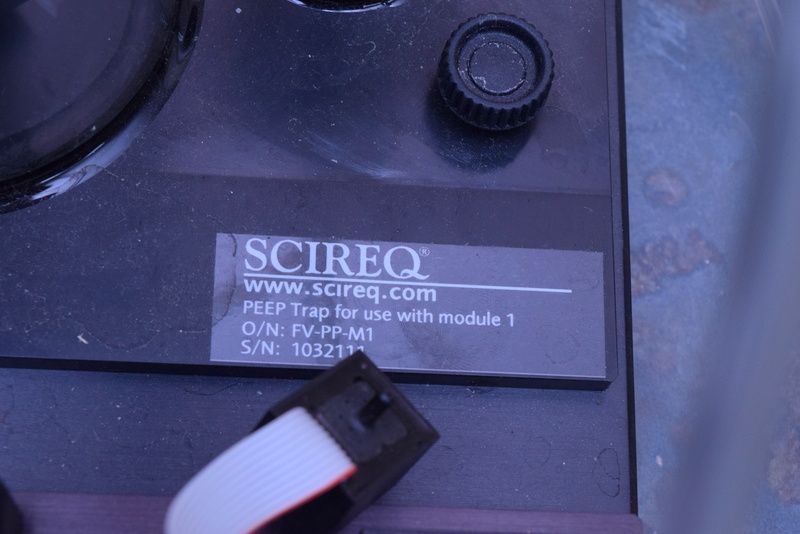 SCIREQ®
www.scireq.com
PEEP Trap for use with module 1
O/N: FV-PP-M1
S/N: 1032111